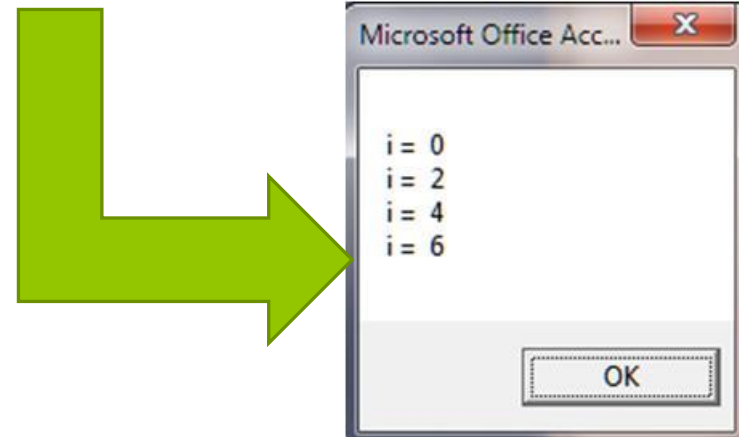 Microsoft Office Acc...
i = 0
i = 2
i = 4
i = 6
OK